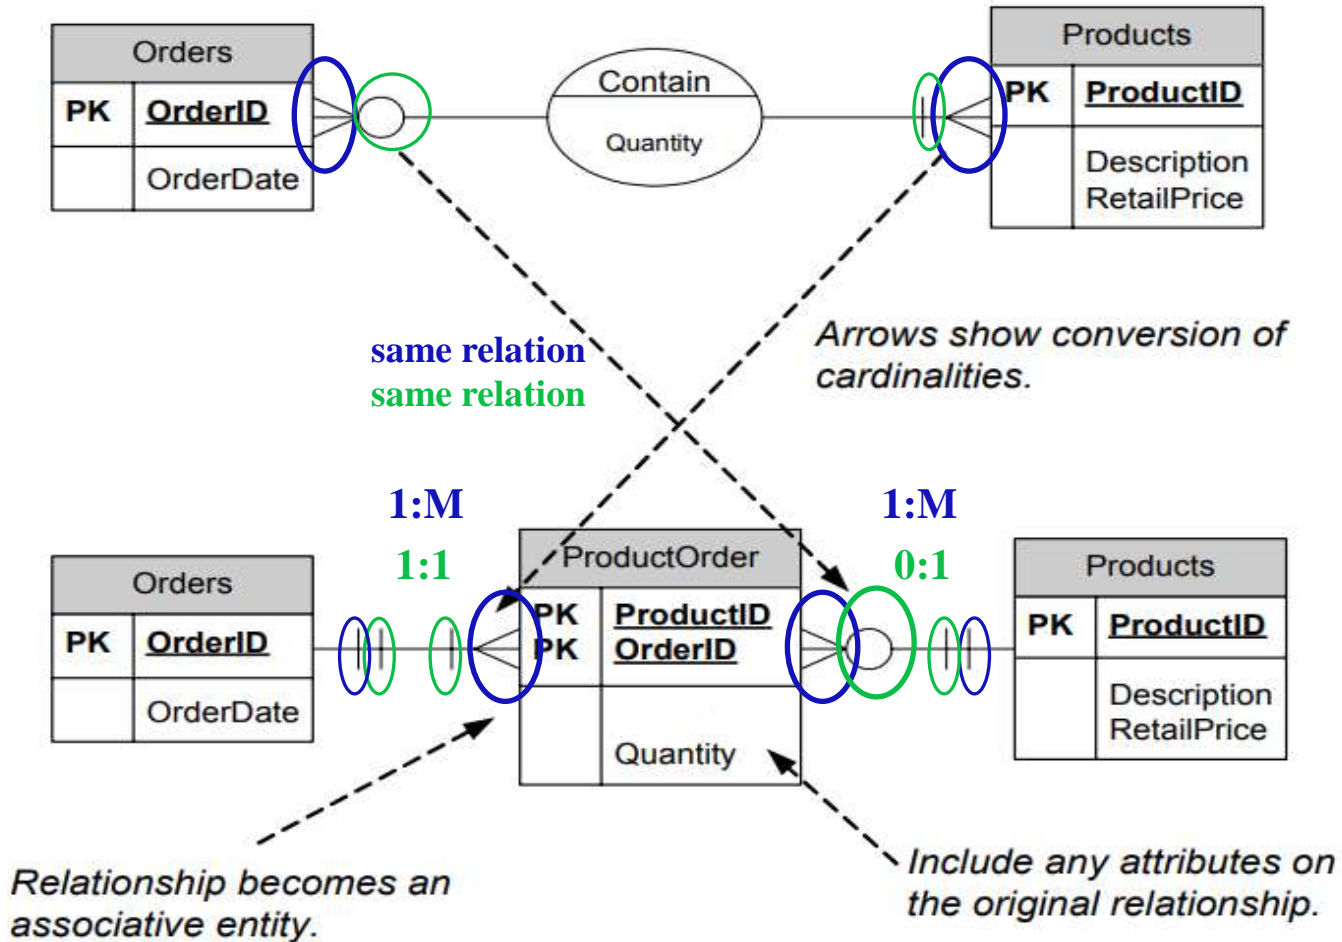 Orders
PK OrderID
OrderDate
Contain
Quantity
Products
PK ProductID
Description
RetailPrice
same relation
same relation
Arrows show conversion of
cardinalities.
1:M
1:1
1:M
0:1
Orders
PK OrderID
OrderDate
ProductOrder
PK ProductID
PK OrderID
Quantity
Products
PK ProductID
Description
RetailPrice
Relationship becomes an
associative entity.
Include any attributes on
the original relationship.